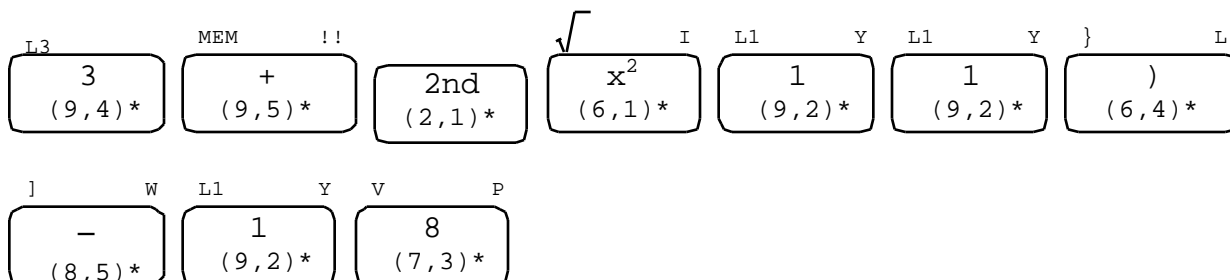 L3 MEM !! √ I L1 Y L1 Y } L
3 + 2nd x² 1 1 )
(9,4)* (9,5)* (2,1)* (6,1)* (9,2)* (9,2)* (6,4)*
] W L1 Y V P
– 1 8
(8,5)* (9,2)* (7,3)*